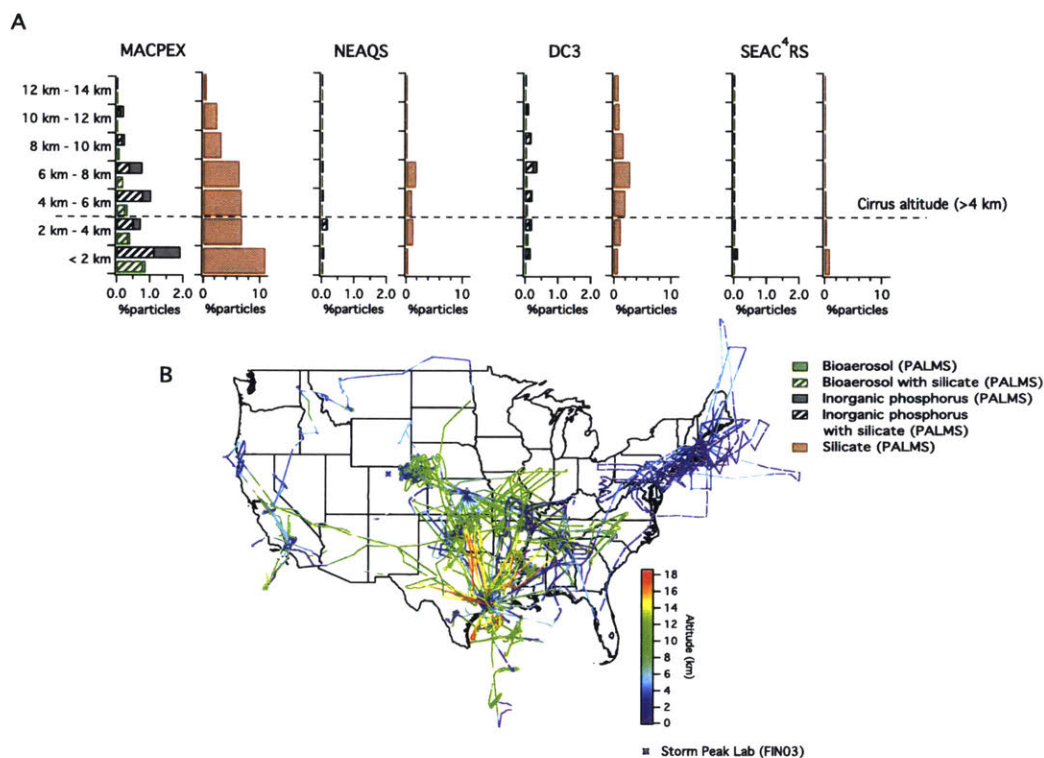 A
MACPEX NEAQS DC3 SEAC⁴RS
12 km - 14 km
10 km - 12 km
8 km - 10 km
6 km - 8 km
4 km - 6 km
2 km - 4 km
< 2 km
Cirrus altitude (>4 km)
0.0 1.0 2.0 0 10 0.0 1.0 2.0 0 10 0.0 1.0 2.0 0 10 0.0 1.0 2.0 0 10
%particles %particles %particles %particles %particles %particles %particles %particles
B
Bioaerosol (PALMS)
Bioaerosol with silicate (PALMS)
Inorganic phosphorus (PALMS)
Inorganic phosphorus
with silicate (PALMS)
Silicate (PALMS)
18
16
14
12
10
8
6
4
2
0
Altitude (km)
Storm Peak Lab (FIN03)